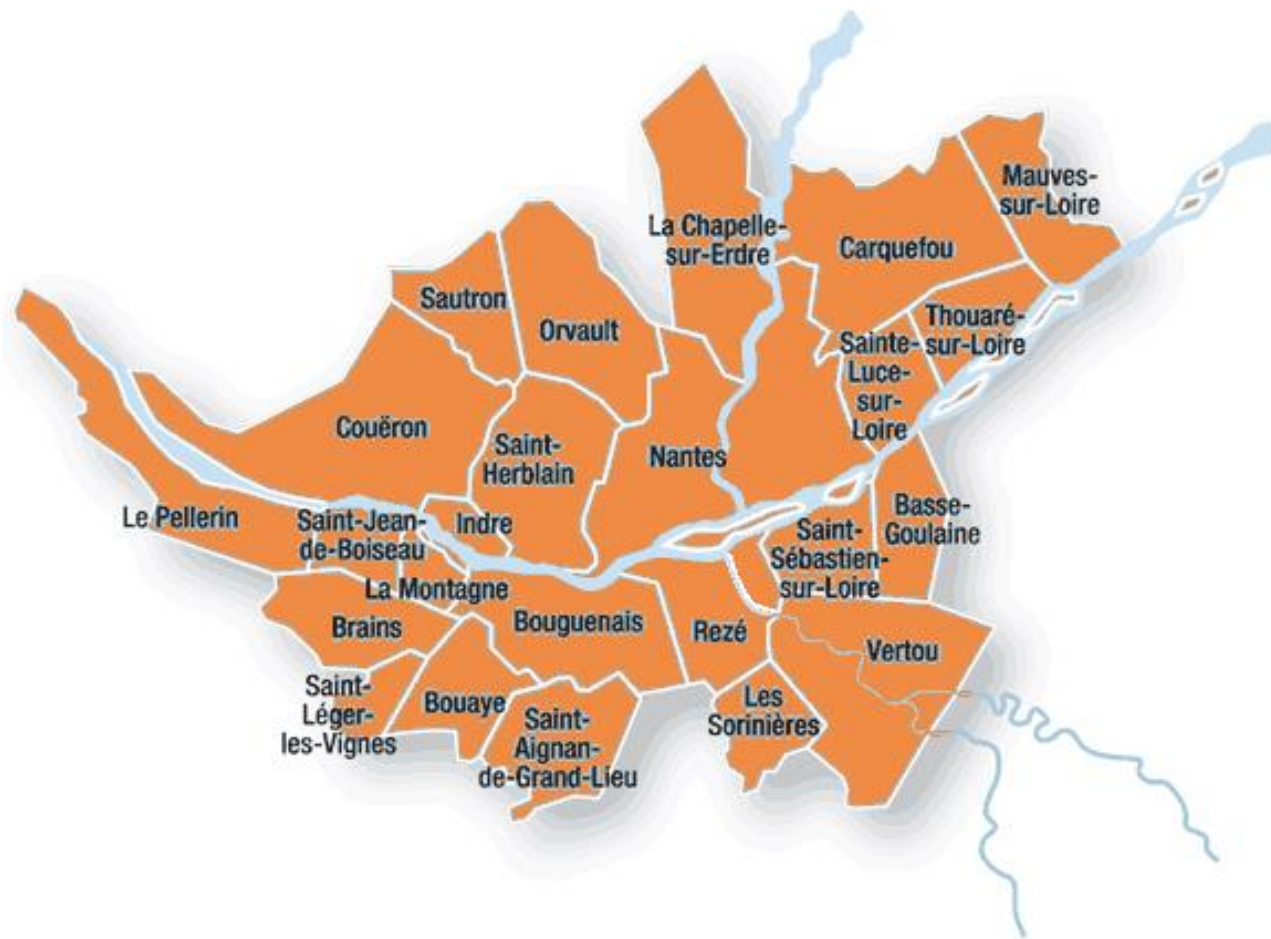 Mauves-
sur-Loire
La Chapelle-
sur-Erdre
Carquefou
Sautron
Orvault
Thouaré-
sur-Loire
Sainte-
Luce-
sur-
Loire
Couëron
Saint-
Herblain
Nantes
Le Pellerin
Saint-Jean-
de-Boiseau
Indre
Basse-
Goulaine
Saint-
Sébastien-
sur-Loire
La Montagne
Brains
Bouguenais
Rezé
Vertou
Saint-
Léger-
les-Vignes
Bouaye
Saint-
Aignan-
de-Grand-Lieu
Les
Sorinières